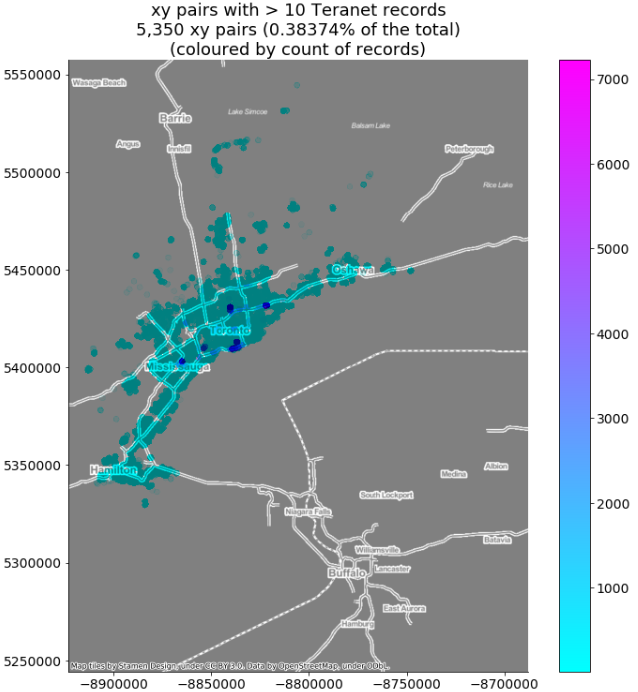 xy pairs with > 10 Teranet records
5,350 xy pairs (0.38374% of the total)
(coloured by count of records)
5550000
5500000
5450000
5400000
5350000
5300000
5250000
Wasaga Beach
Barrie
Lake Simcoe
Balsam Lake
Angus
Innisfil
Peterborough
Rice Lake
Oshawa
Toronto
Mississauga
Hamilton
Albion
Medina
South Lockport
Niagara Falls
Batavia
Williamsville
Buffalo
Lancaster
East Aurora
Hamburg
Map tiles by Stamen Design, under CC BY 3.0. Data by OpenStreetMap, under ODbL.
−8900000 −8850000 −8800000 −8750000 −8700000
7000
6000
5000
4000
3000
2000
1000